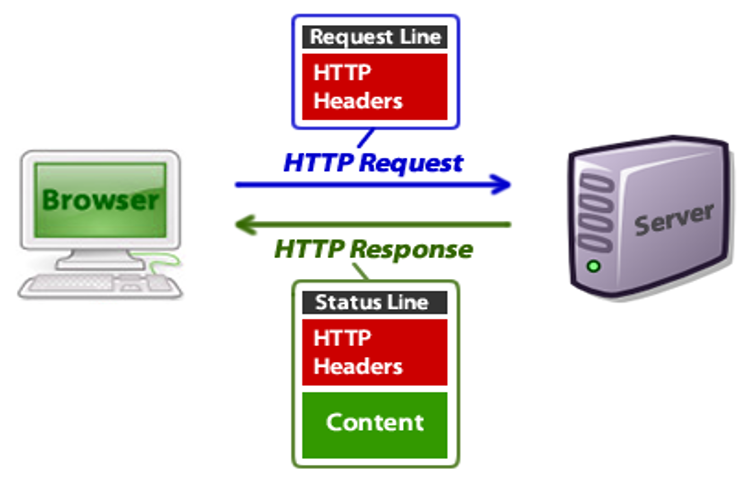 Request Line
HTTP
Headers
HTTP Request
Browser
Server
HTTP Response
Status Line
HTTP
Headers
Content